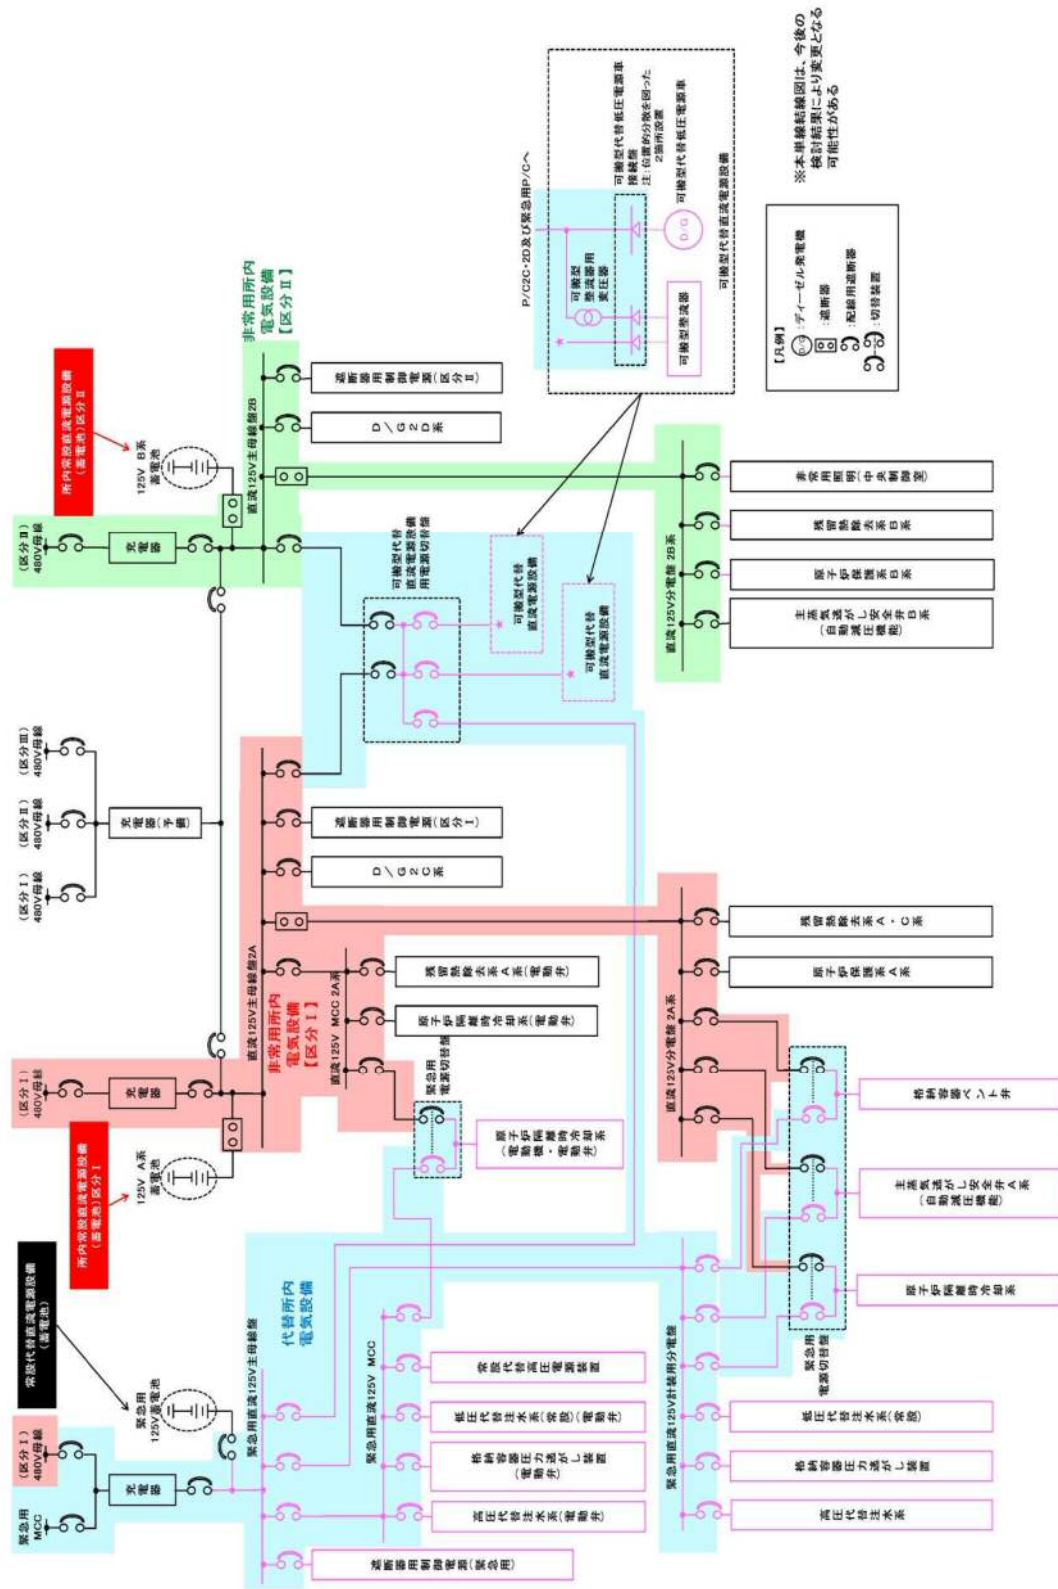 常設代替直流電源設備
(蓄電池)
所内常設直流電源設備
(蓄電池)区分Ⅰ
所内常設直流電源設備
(蓄電池)区分Ⅱ
緊急用
MCC
(区分Ⅰ)
480V母線
充電器
緊急用
125V蓄電池
緊急用直流125V主母線盤
代替所内
電気設備
遮断器用制御電源(緊急用)
緊急用直流125V MCC
高圧代替注水系(電動弁)
格納容器圧力逃がし装置
(電動弁)
低圧代替注水系(常設)(電動弁)
常設代替高圧電源装置
緊急用直流125V計装用分電盤
高圧代替注水系
格納容器圧力逃がし装置
低圧代替注水系(常設)
緊急用
電源切替盤
原子炉隔離時冷却系
主蒸気逃がし安全弁A系
(自動減圧機能)
格納容器ベント弁
(区分Ⅰ)
480V母線
充電器
125V A系
蓄電池
直流125V主母線盤2A
非常用所内
電気設備
【区分Ⅰ】
直流125V MCC 2A系
緊急用
電源切替盤
原子炉隔離時冷却系
(電動機・電動弁)
原子炉隔離時冷却系(電動弁)
残留熱除去系A系(電動弁)
D/G2C系
遮断器用制御電源(区分Ⅰ)
直流125V分電盤 2A系
原子炉保護系A系
残留熱除去系A・C系
(区分Ⅰ)
480V母線
(区分Ⅱ)
480V母線
(区分Ⅲ)
480V母線
充電器(予備)
(区分Ⅱ)
480V母線
充電器
125V B系
蓄電池
直流125V主母線盤2B
非常用所内
電気設備
【区分Ⅱ】
D/G2D系
遮断器用制御電源(区分Ⅱ)
可搬型代替
直流電源設備
用電源切替盤
可搬型代替
直流電源設備
可搬型代替
直流電源設備
直流125V分電盤 2B系
主蒸気逃がし安全弁B系
(自動減圧機能)
原子炉保護系B系
残留熱除去系B系
非常用照明(中央制御室)
P/C2C・2D及び緊急用P/Cへ
可搬型
整流器用
変圧器
可搬型整流器
D/G
可搬型代替低圧電源車
接続盤
注:位置的分散を図った
2箇所設置
可搬型代替低圧電源車
可搬型代替直流電源設備
【凡例】
D/G :ディーゼル発電機
:遮断器
:配線用遮断器
:切替装置
※本単線結線図は、今後の
検討結果により変更となる
可能性がある